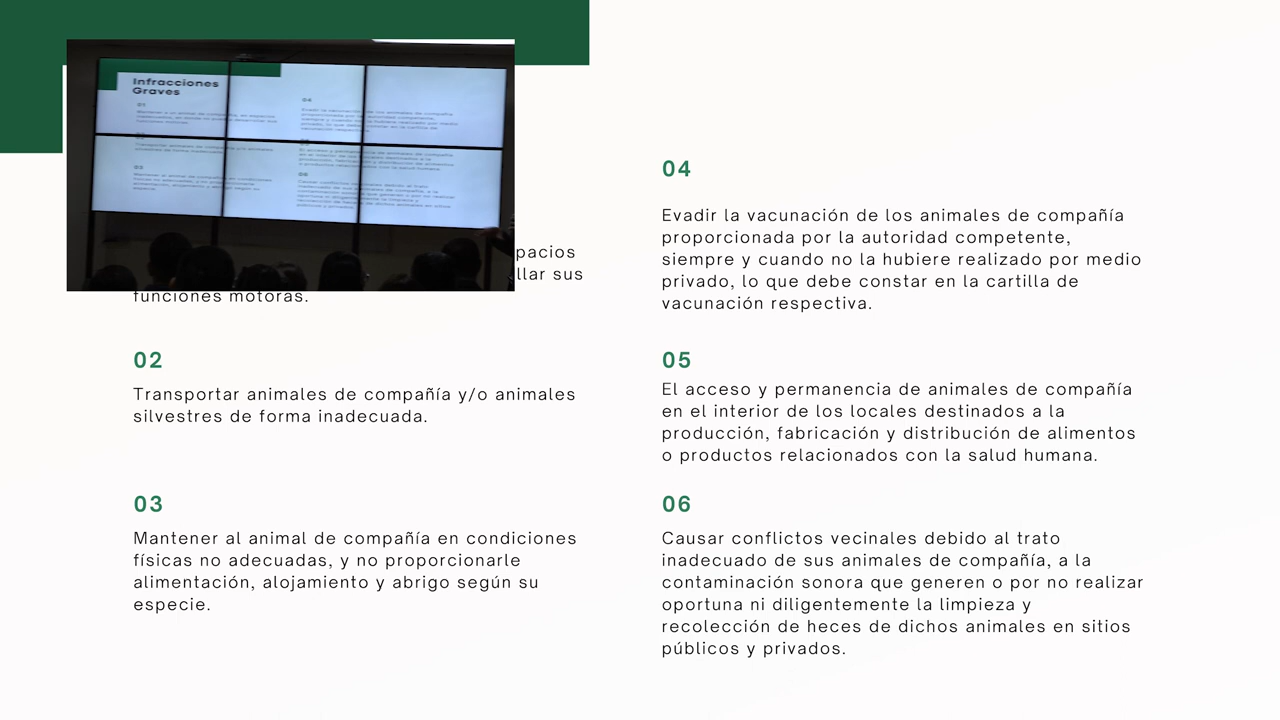 Infracciones
Graves
pacios
llar sus
funciones motoras.
02
Transportar animales de compañía y/o animales
silvestres de forma inadecuada.
03
Mantener al animal de compañía en condiciones
físicas no adecuadas, y no proporcionarle
alimentación, alojamiento y abrigo según su
especie.
04
Evadir la vacunación de los animales de compañía
proporcionada por la autoridad competente,
siempre y cuando no la hubiere realizado por medio
privado, lo que debe constar en la cartilla de
vacunación respectiva.
05
El acceso y permanencia de animales de compañía
en el interior de los locales destinados a la
producción, fabricación y distribución de alimentos
o productos relacionados con la salud humana.
06
Causar conflictos vecinales debido al trato
inadecuado de sus animales de compañía, a la
contaminación sonora que generen o por no realizar
oportuna ni diligentemente la limpieza y
recolección de heces de dichos animales en sitios
públicos y privados.